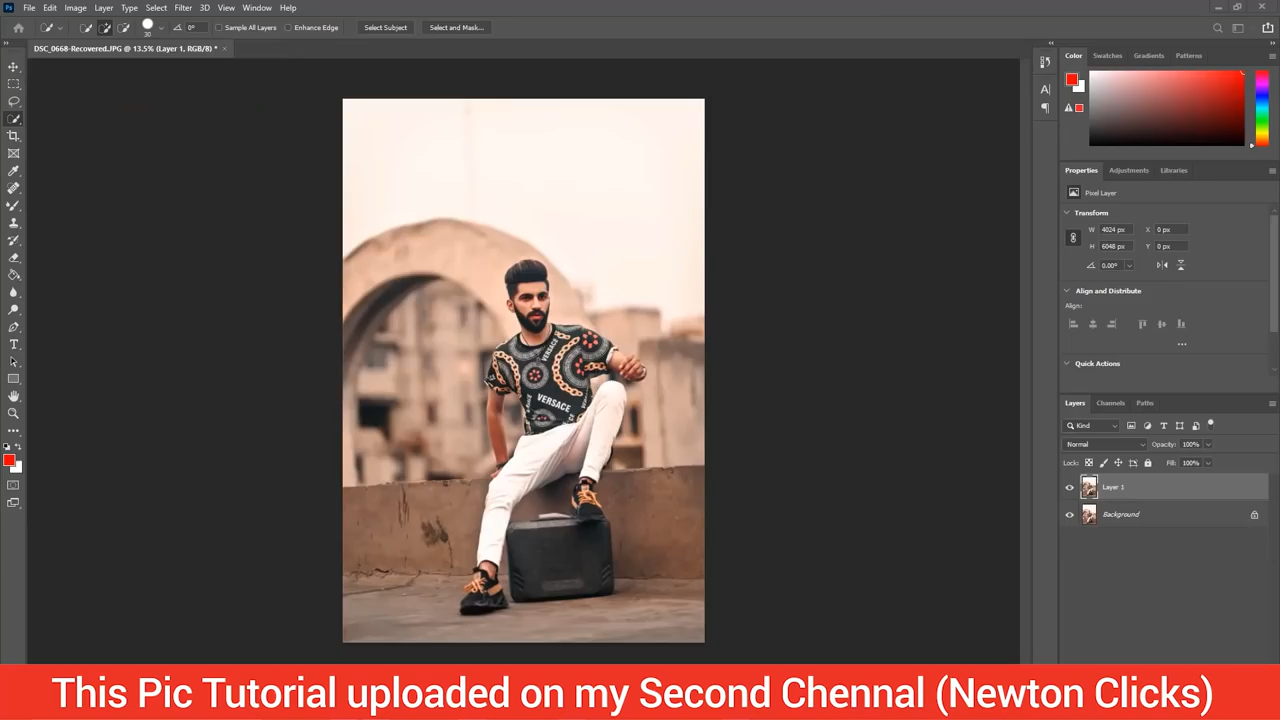 Ps File Edit Image Layer Type Select Filter 3D View Window Help
30 0° Sample All Layers Enhance Edge Select Subject Select and Mask...
DSC_0668-Recovered.JPG @ 13.5% (Layer 1, RGB/8) * ×
Color Swatches Gradients Patterns
Properties Adjustments Libraries
Pixel Layer
Transform
W 4024 px X 0 px
H 6048 px Y 0 px
0.00°
Align and Distribute
Align:
Quick Actions
Layers Channels Paths
Kind
Normal Opacity: 100%
Lock: Fill: 100%
Layer 1
Background
VERSACE
VERSACE
This Pic Tutorial uploaded on my Second Chennal (Newton Clicks)